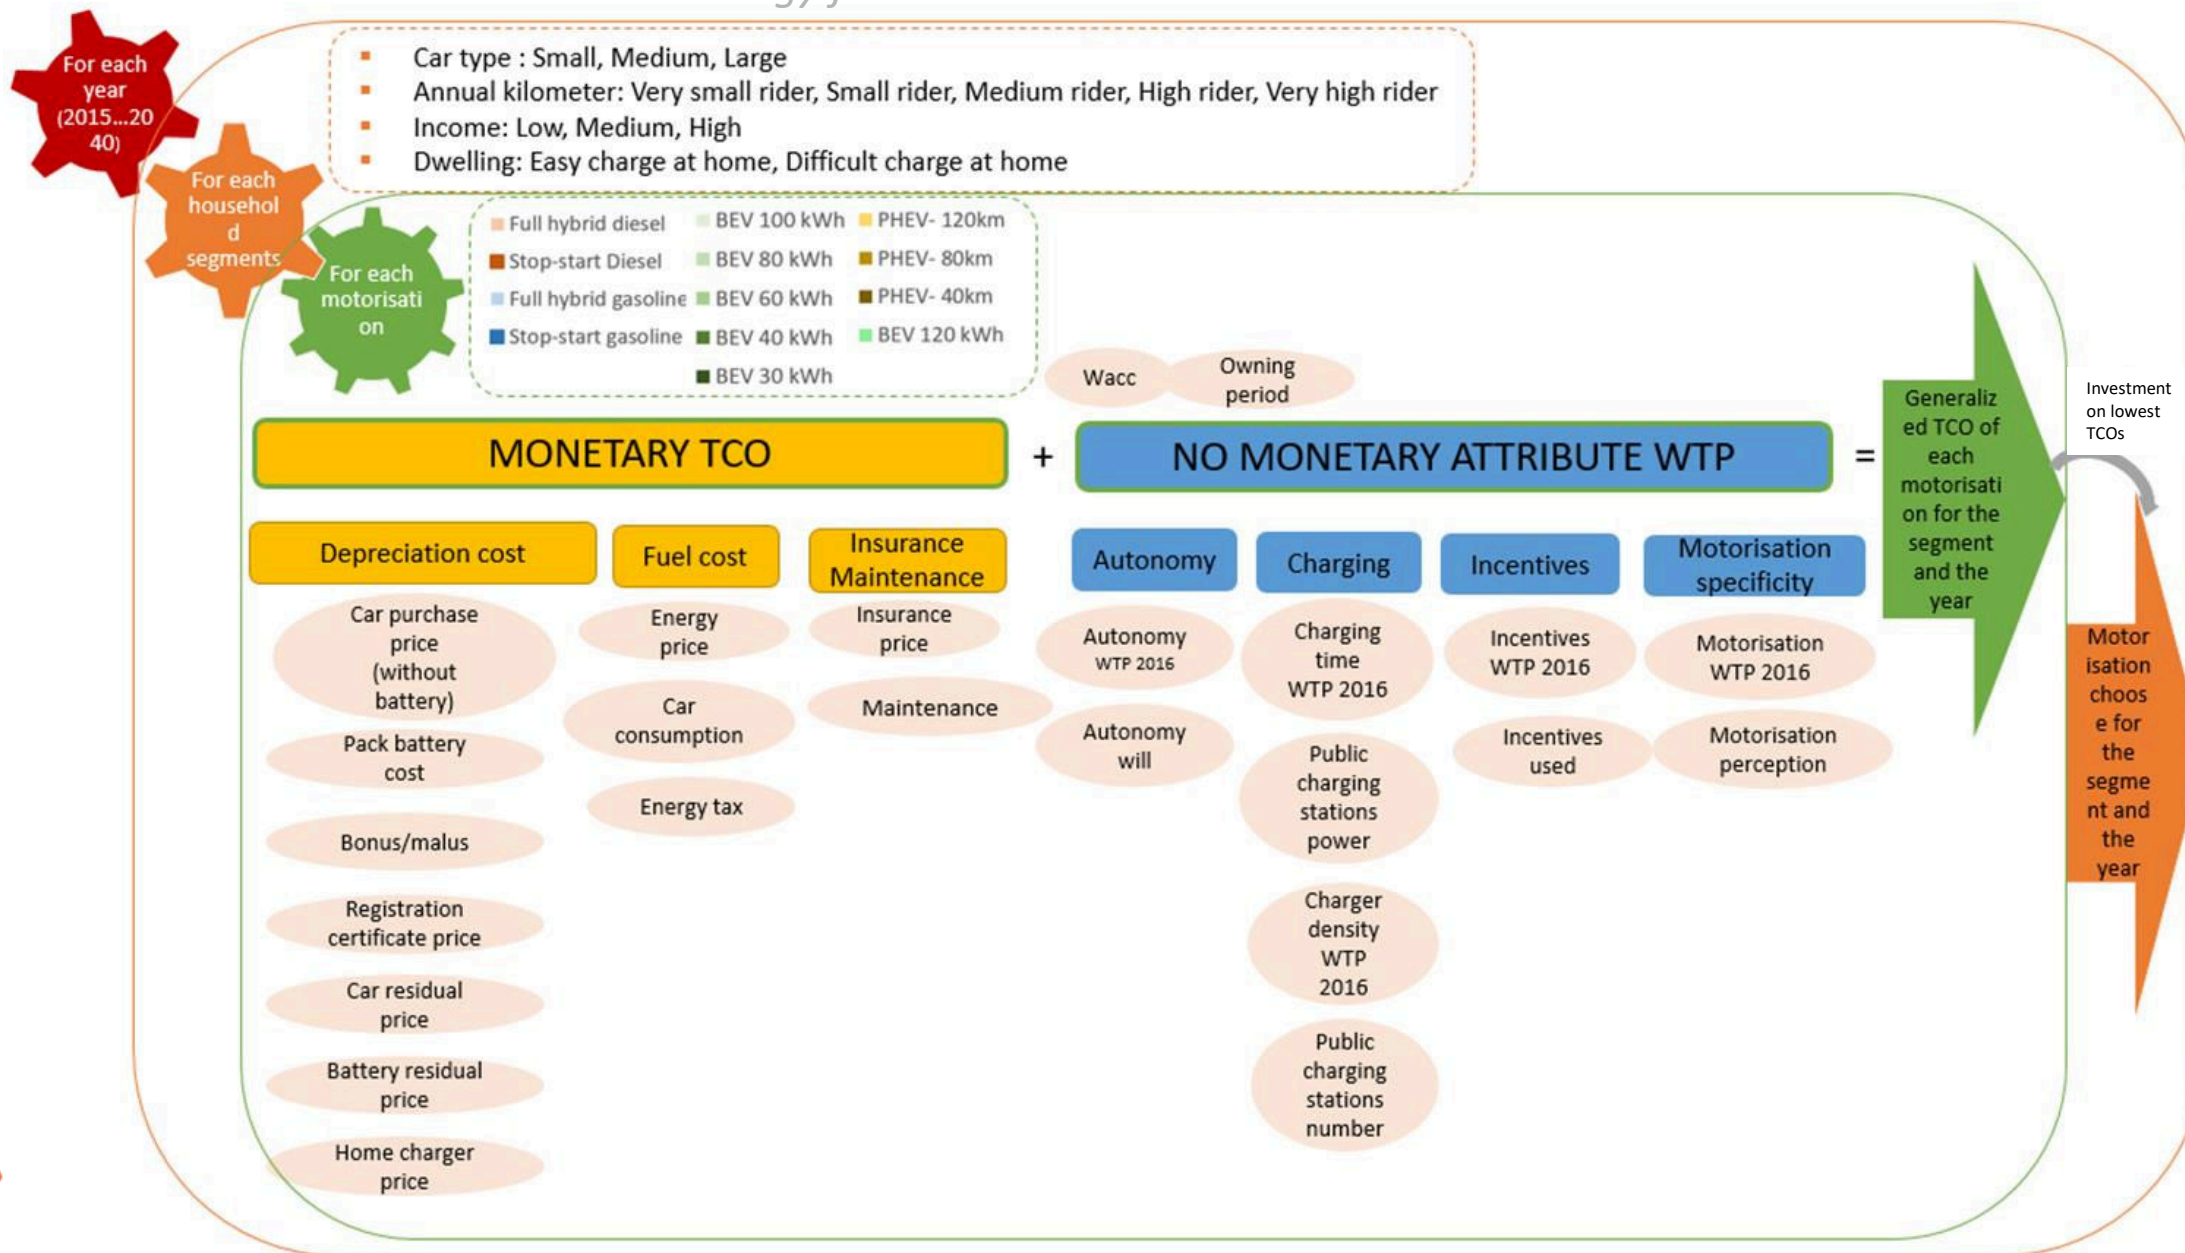 For each
year
(2015...20
40)
Car type : Small, Medium, Large
Annual kilometer: Very small rider, Small rider, Medium rider, High rider, Very high rider
Income: Low, Medium, High
Dwelling: Easy charge at home, Difficult charge at home
For each
househol
d
segments
For each
motorisati
on
Full hybrid diesel
BEV 100 kWh
PHEV- 120km
Stop-start Diesel
BEV 80 kWh
PHEV- 80km
Full hybrid gasoline
BEV 60 kWh
PHEV- 40km
Stop-start gasoline
BEV 40 kWh
BEV 120 kWh
BEV 30 kWh
Wacc
Owning
period
MONETARY TCO
+
NO MONETARY ATTRIBUTE WTP
=
Generaliz
ed TCO of
each
motorisati
on for the
segment
and the
year
Investment
on lowest
TCOs
Motor
isation
choos
e for
the
segme
nt and
the
year
Depreciation cost
Car purchase
price
(without
battery)
Pack battery
cost
Bonus/malus
Registration
certificate price
Car residual
price
Battery residual
price
Home charger
price
Fuel cost
Energy
price
Car
consumption
Energy tax
Insurance
Maintenance
Insurance
price
Maintenance
Autonomy
Autonomy
WTP 2016
Autonomy
will
Charging
Charging
time
WTP 2016
Public
charging
stations
power
Charger
density
WTP
2016
Public
charging
stations
number
Incentives
Incentives
WTP 2016
Incentives
used
Motorisation
specificity
Motorisation
WTP 2016
Motorisation
perception